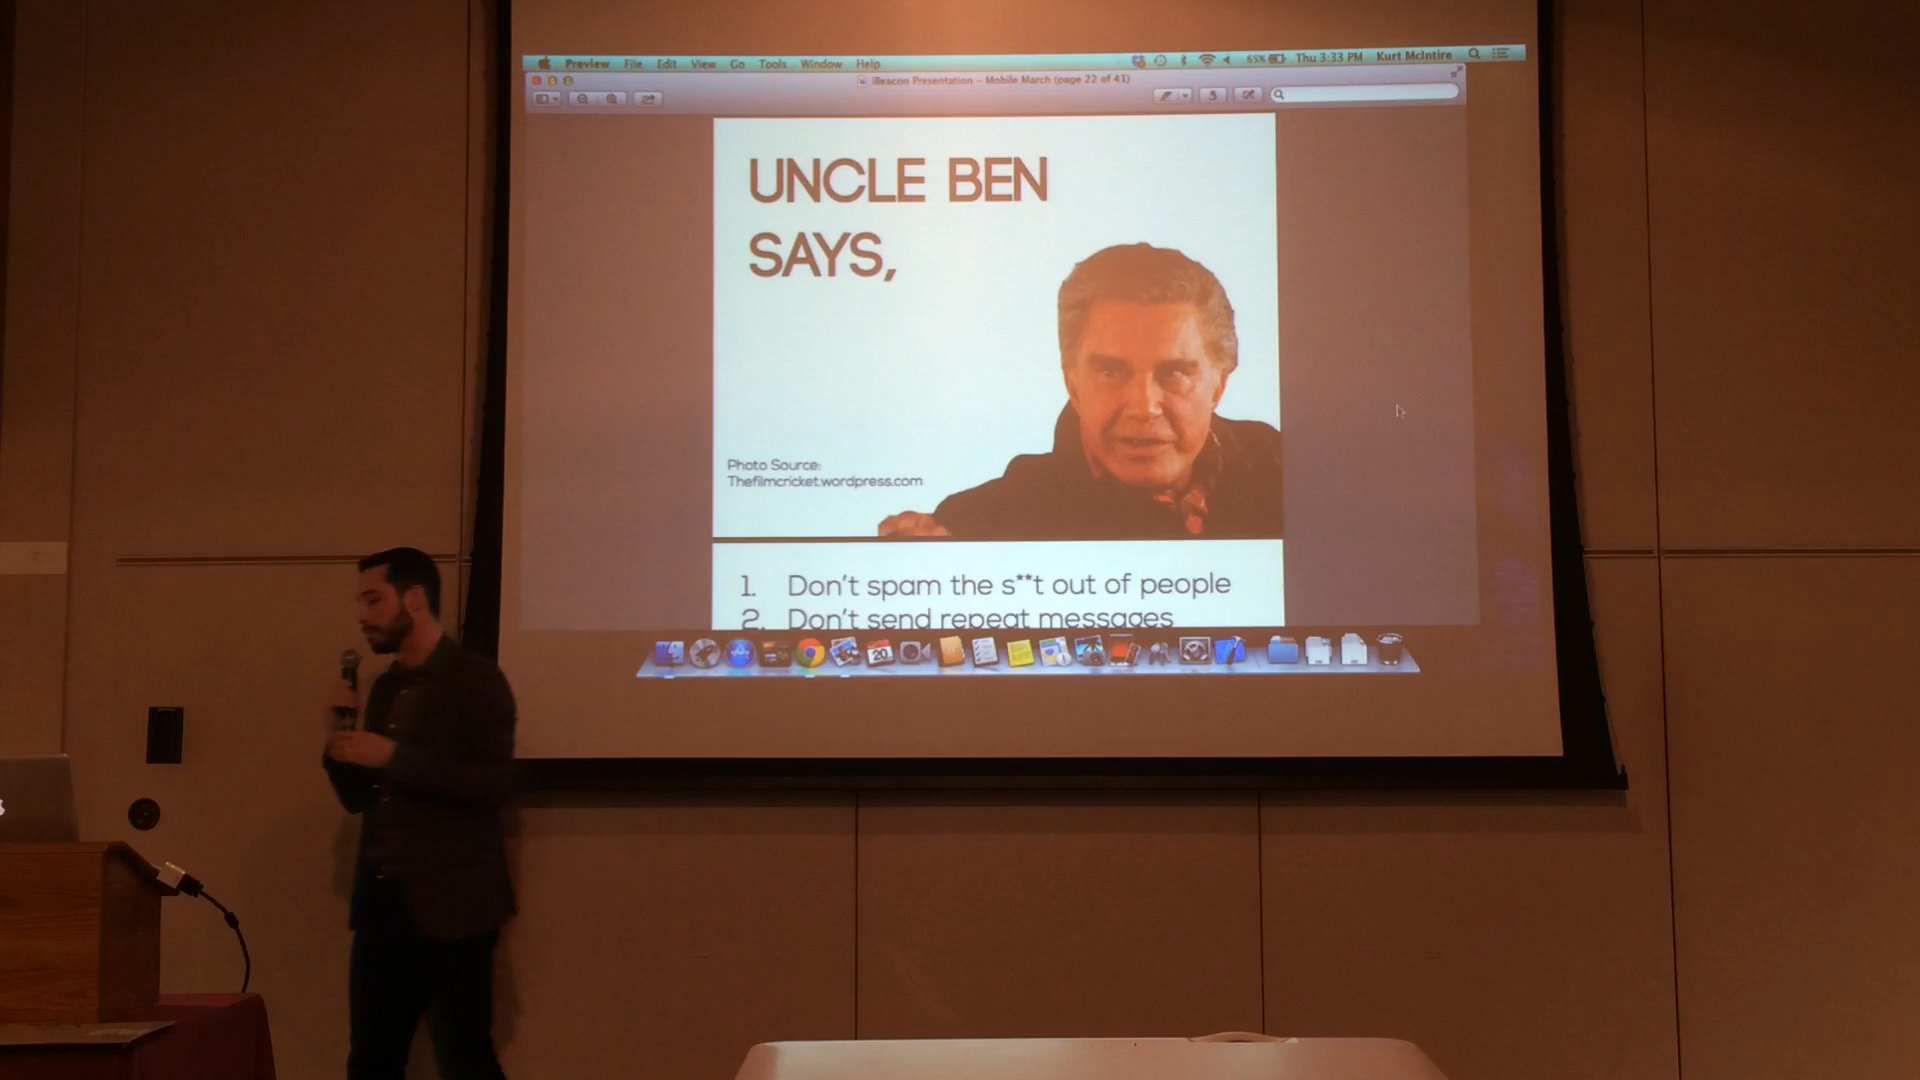 Preview File Edit View Go Tools Window Help 65% Thu 3:33 PM Kurt McIntire
iBeacon Presentation – Mobile March (page 22 of 41)
UNCLE BEN
SAYS,
Photo Source:
Thefilmcricket.wordpress.com
1. Don't spam the s**t out of people
2. Don't send repeat messages
20